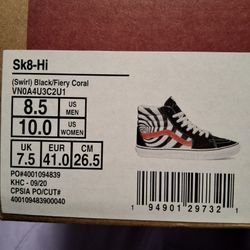 Sk8-Hi
(Swirl) Black/Fiery Coral
VN0A4U3C2U1
8.5 US MEN
10.0 US WOMEN
UK EUR CM
7.5 41.0 26.5
PO#4001094839
KHC - 09/20
CPSIA PO/CUT#
400109483900040
1 94901 29732 1